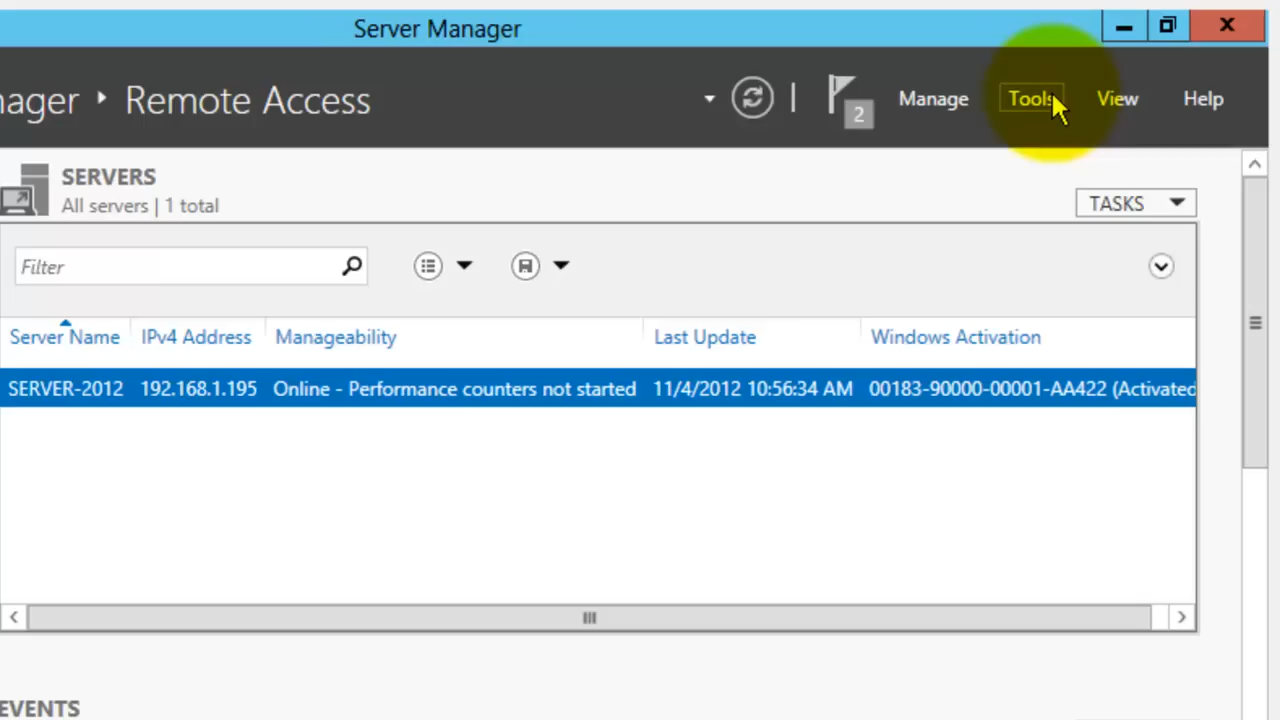 Server Manager
nager Remote Access
2 Manage Tools View Help
SERVERS
All servers | 1 total
TASKS
Filter
Server Name IPv4 Address Manageability Last Update Windows Activation
SERVER-2012 192.168.1.195 Online - Performance counters not started 11/4/2012 10:56:34 AM 00183-90000-00001-AA422 (Activated
EVENTS